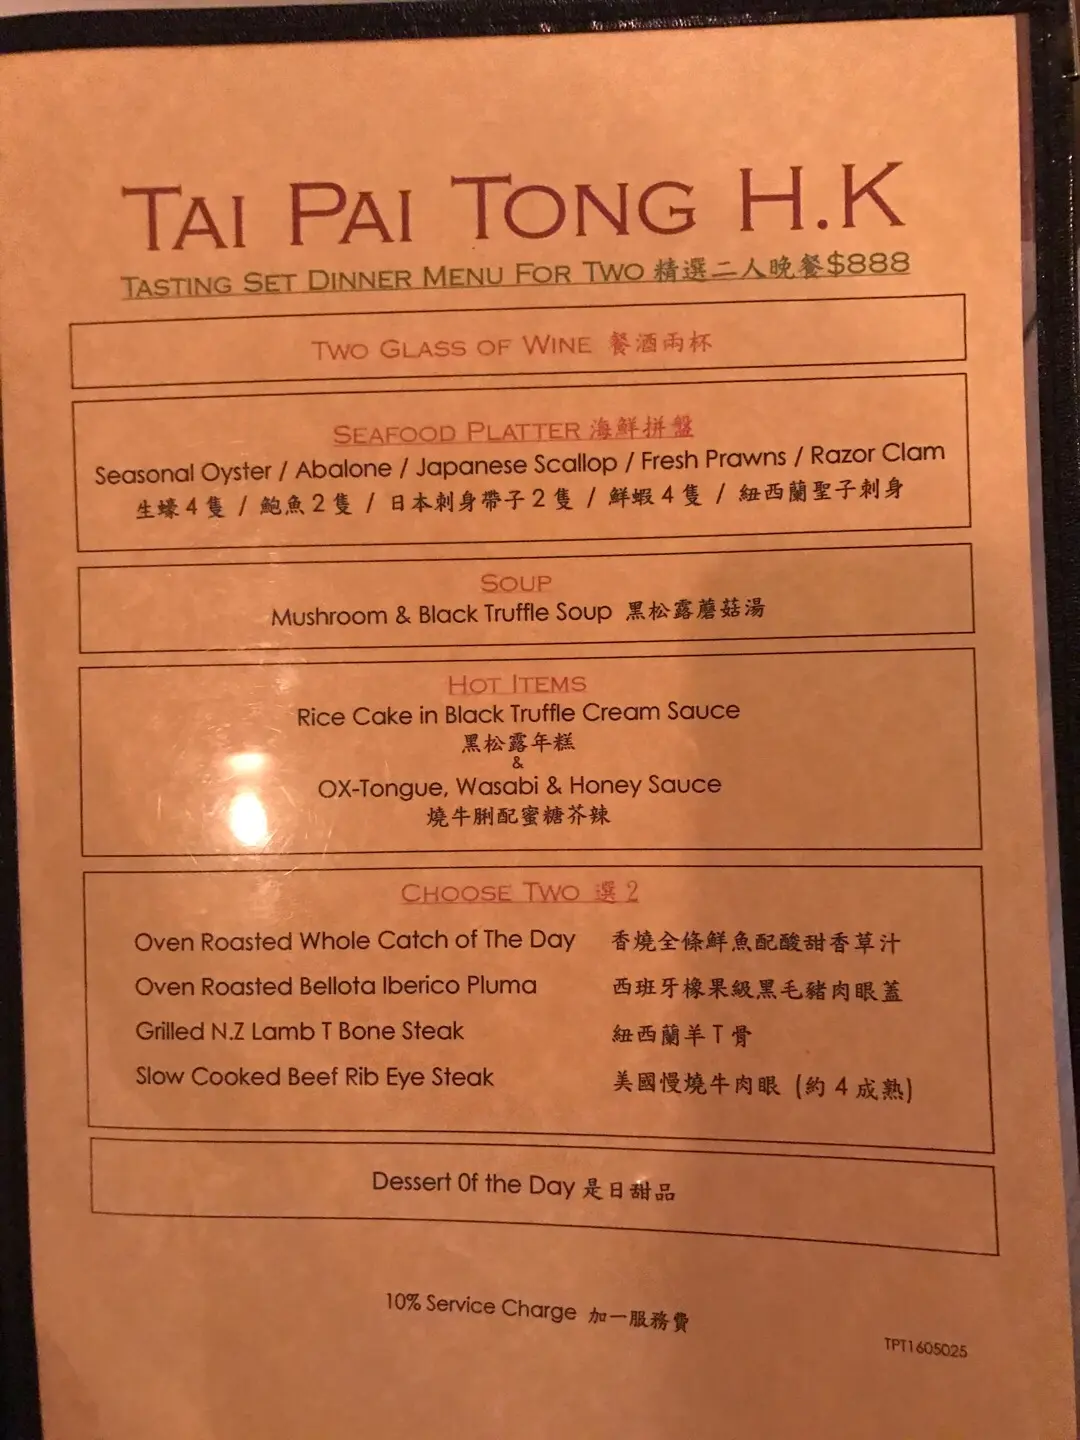 TAI PAI TONG H.K
TASTING SET DINNER MENU FOR TWO 精選二人晚餐$888
TWO GLASS OF WINE 餐酒兩杯
SEAFOOD PLATTER 海鮮拼盤
Seasonal Oyster / Abalone / Japanese Scallop / Fresh Prawns / Razor Clam
生蠔4隻 / 鮑魚2隻 / 日本刺身帶子2隻 / 鮮蝦4隻 / 紐西蘭聖子刺身
SOUP
Mushroom & Black Truffle Soup 黑松露蘑菇湯
HOT ITEMS
Rice Cake in Black Truffle Cream Sauce
黑松露年糕
&
OX-Tongue, Wasabi & Honey Sauce
燒牛脷配蜜糖芥辣
CHOOSE TWO 選2
Oven Roasted Whole Catch of The Day 香燒全條鮮魚配酸甜香草汁
Oven Roasted Bellota Iberico Pluma 西班牙橡果級黑毛豬肉眼蓋
Grilled N.Z Lamb T Bone Steak 紐西蘭羊T骨
Slow Cooked Beef Rib Eye Steak 美國慢燒牛肉眼 (約4成熟)
Dessert 0f the Day 是日甜品
10% Service Charge 加一服務費
TPT1605025